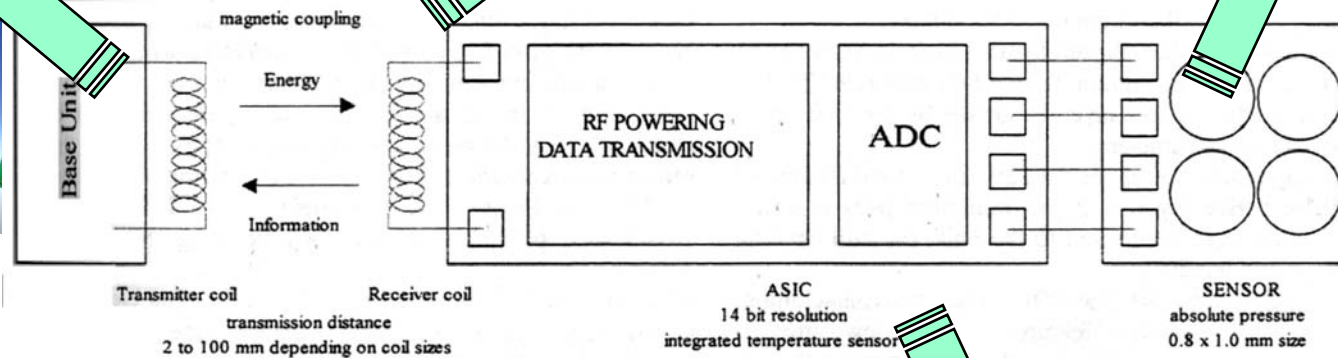 magnetic coupling
Base Unit
Energy
Information
RF POWERING
DATA TRANSMISSION
ADC
Transmitter coil
Receiver coil
transmission distance
2 to 100 mm depending on coil sizes
ASIC
14 bit resolution
integrated temperature sensor
SENSOR
absolute pressure
0.8 x 1.0 mm size